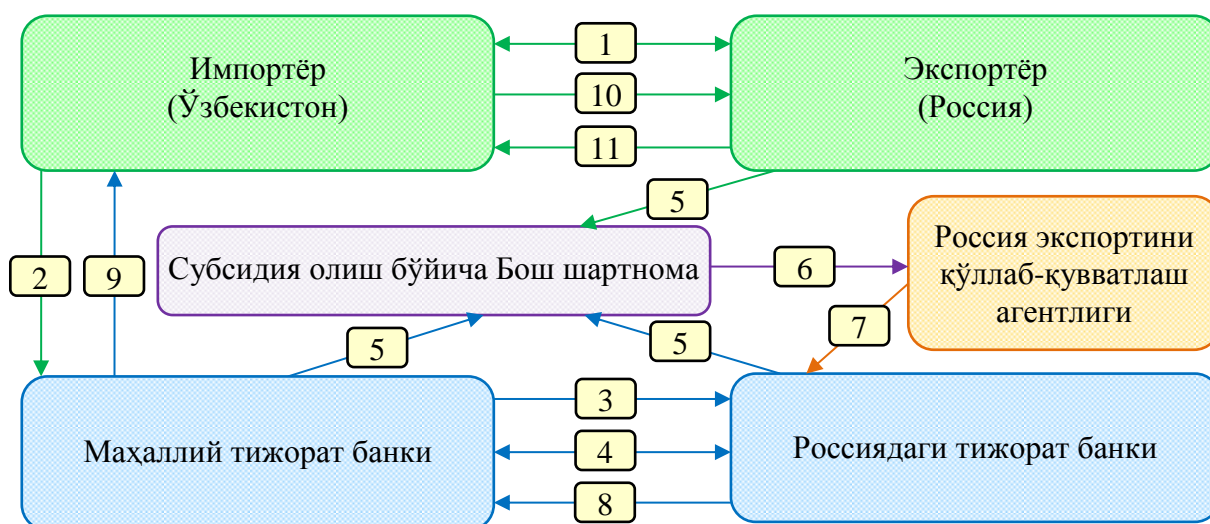 1
Импортёр
(Ўзбекистон)
10
Экспортёр
(Россия)
11
5
2
9
Субсидия олиш бўйича Бош шартнома
6
Россия экспортини
қўллаб-қувватлаш
агентлиги
7
5
5
3
Маҳаллий тижорат банки
4
Россиядаги тижорат банки
8